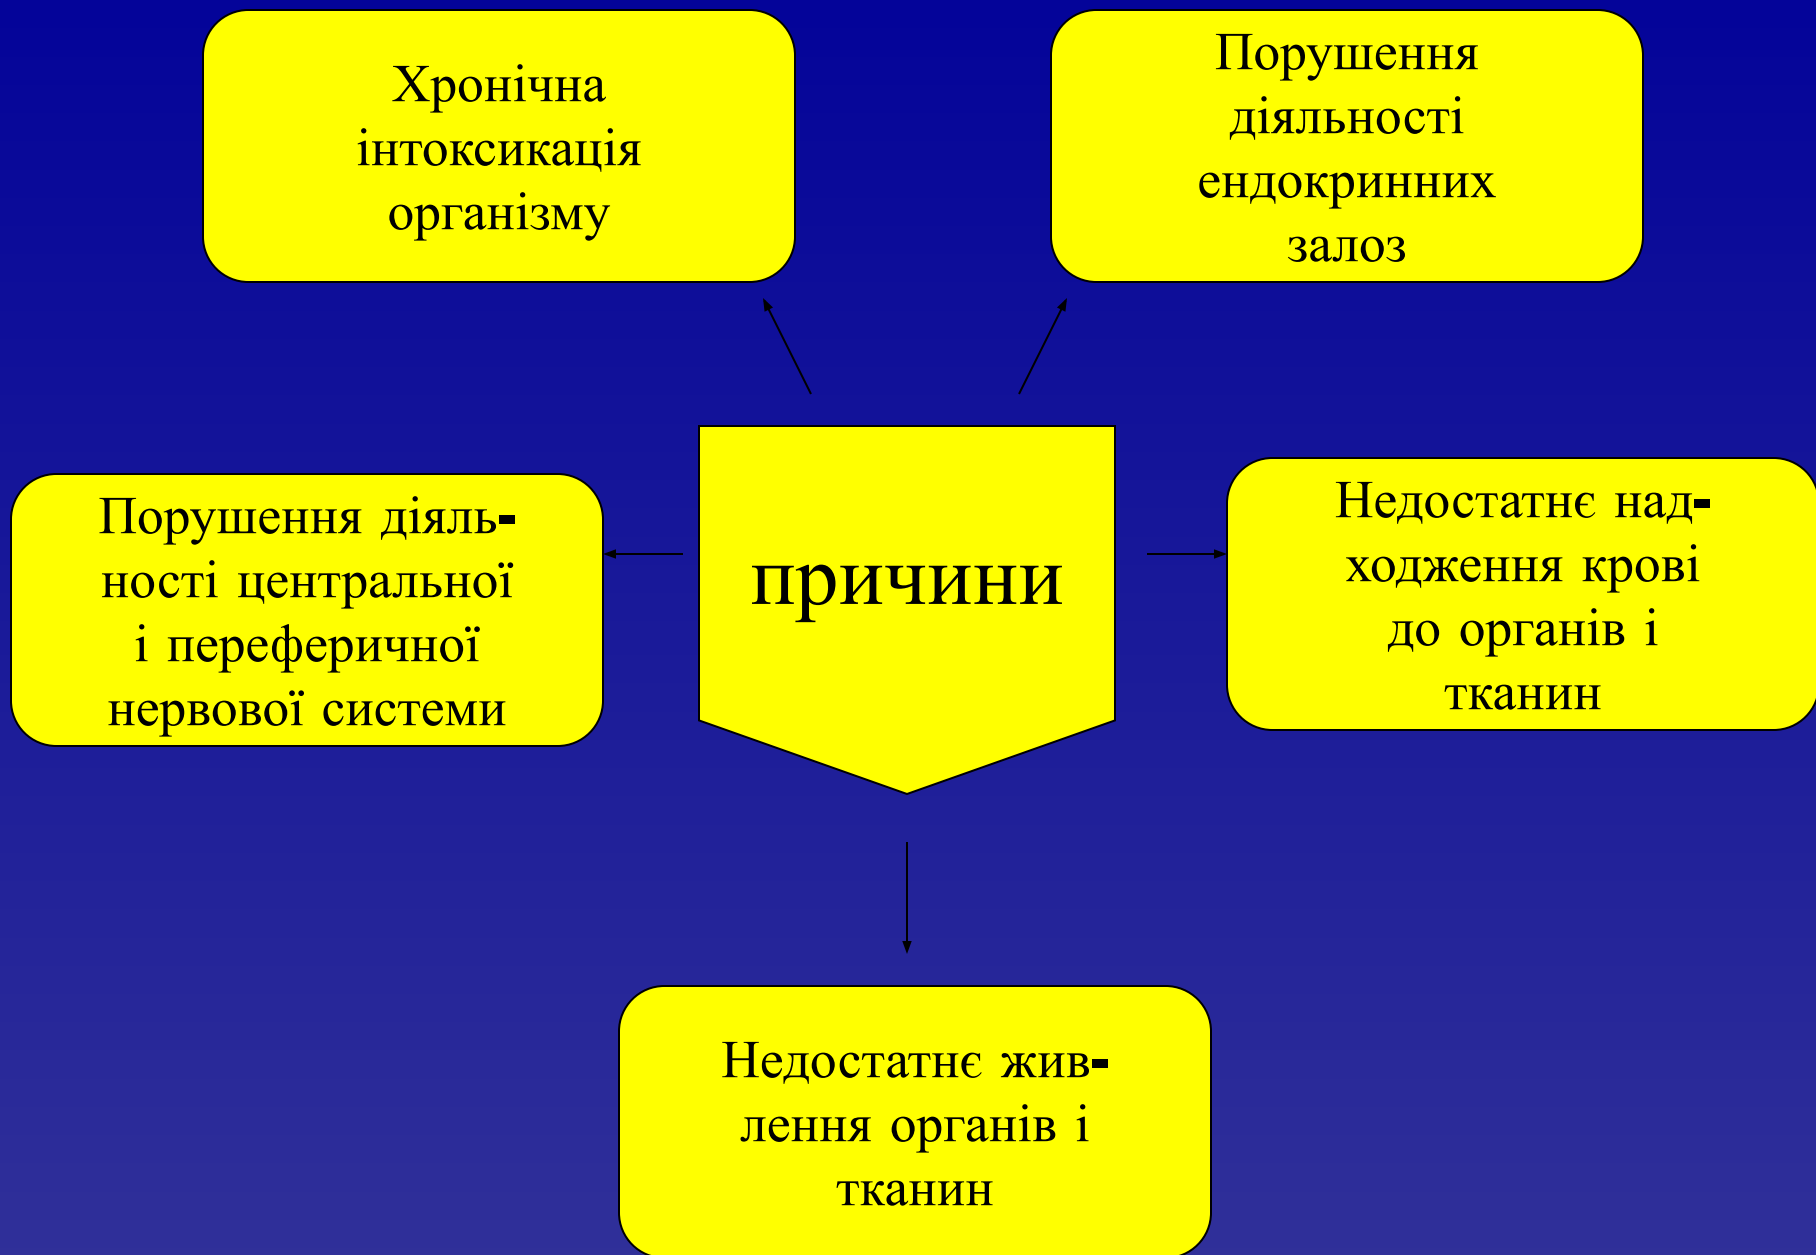 Хронічна
інтоксикація
організму
Порушення
діяльності
ендокринних
залоз
Порушення діяль-
ності центральної
і переферичної
нервової системи
причини
Недостатнє над-
ходження крові
до органів і
тканин
Недостатнє жив-
лення органів і
тканин